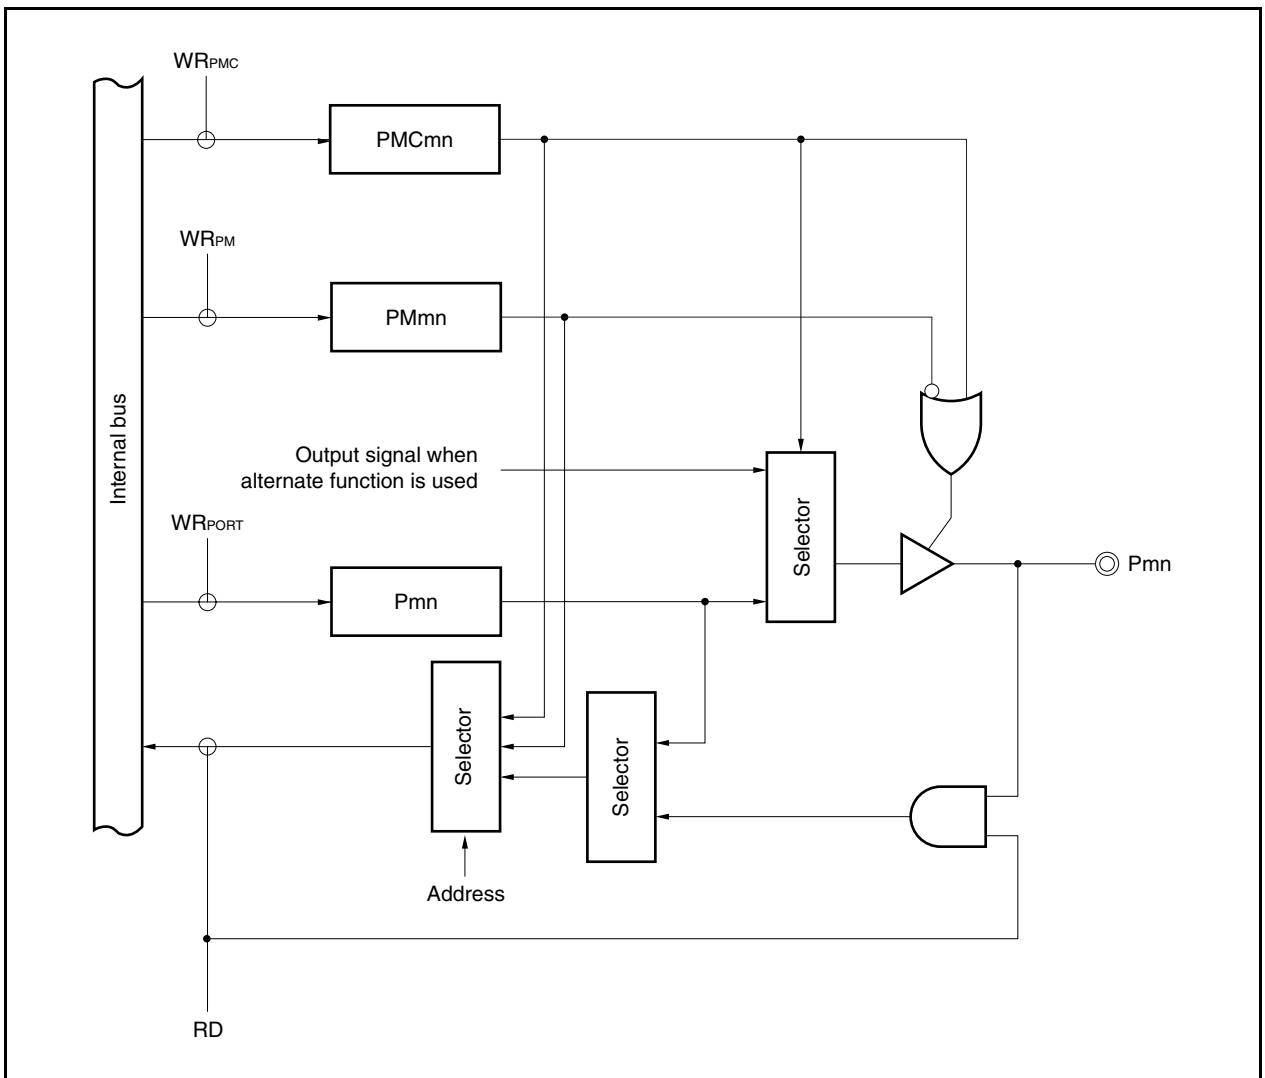 WRPMC
PMCmn
WRPM
PMmn
Internal bus
Output signal when
alternate function is used
Selector
WRPORT
Pmn
Pmn
Selector
Selector
Address
RD